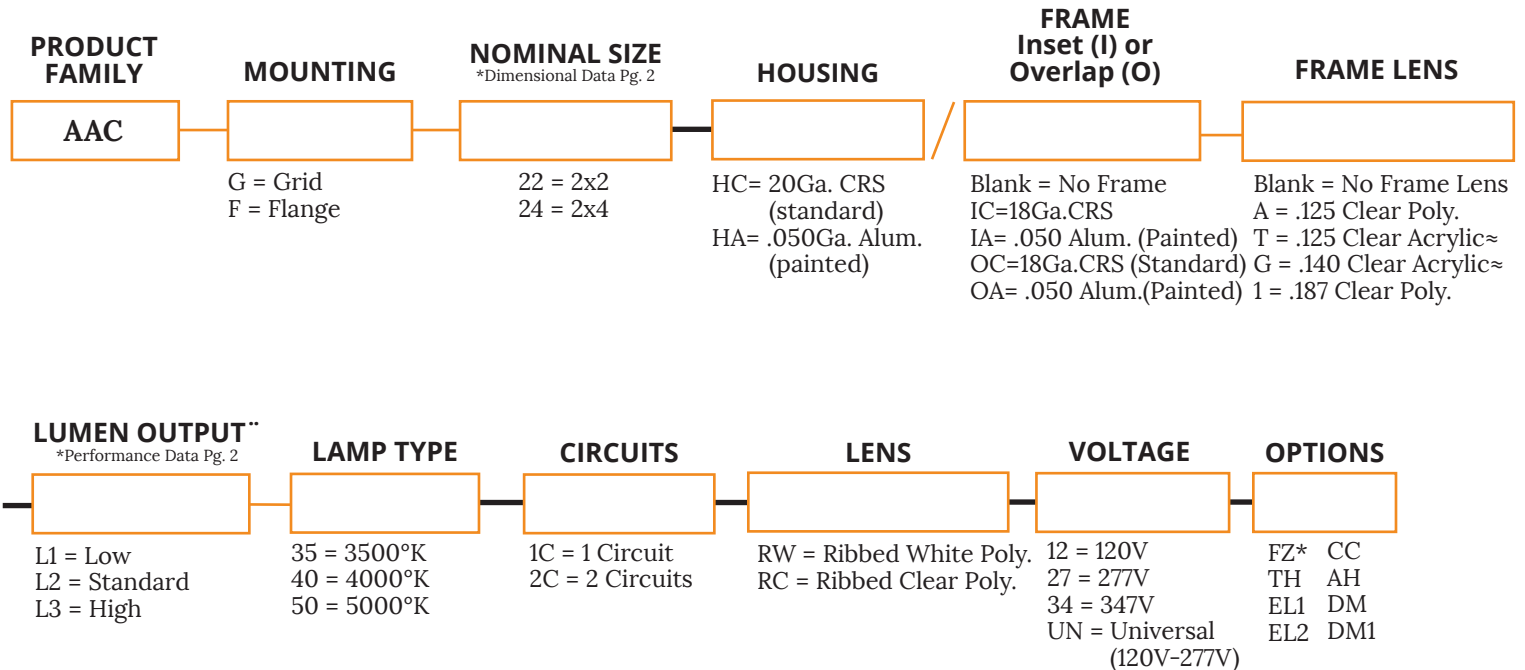 PRODUCT
FAMILY
AAC
MOUNTING
G = Grid
F = Flange
NOMINAL SIZE
*Dimensional Data Pg. 2
22 = 2x2
24 = 2x4
HOUSING
HC= 20Ga. CRS
(standard)
HA= .050Ga. Alum.
(painted)
FRAME
Inset (I) or
Overlap (O)
/
Blank = No Frame
IC=18Ga.CRS
IA= .050 Alum. (Painted)
OC=18Ga.CRS (Standard)
OA= .050 Alum.(Painted)
FRAME LENS
Blank = No Frame Lens
A = .125 Clear Poly.
T = .125 Clear Acrylic≈
G = .140 Clear Acrylic≈
1 = .187 Clear Poly.
LUMEN OUTPUT¨
*Performance Data Pg. 2
L1 = Low
L2 = Standard
L3 = High
LAMP TYPE
35 = 3500°K
40 = 4000°K
50 = 5000°K
CIRCUITS
1C = 1 Circuit
2C = 2 Circuits
LENS
RW = Ribbed White Poly.
RC = Ribbed Clear Poly.
VOLTAGE
12 = 120V
27 = 277V
34 = 347V
UN = Universal
(120V-277V)
OPTIONS
FZ* CC
TH AH
EL1 DM
EL2 DM1